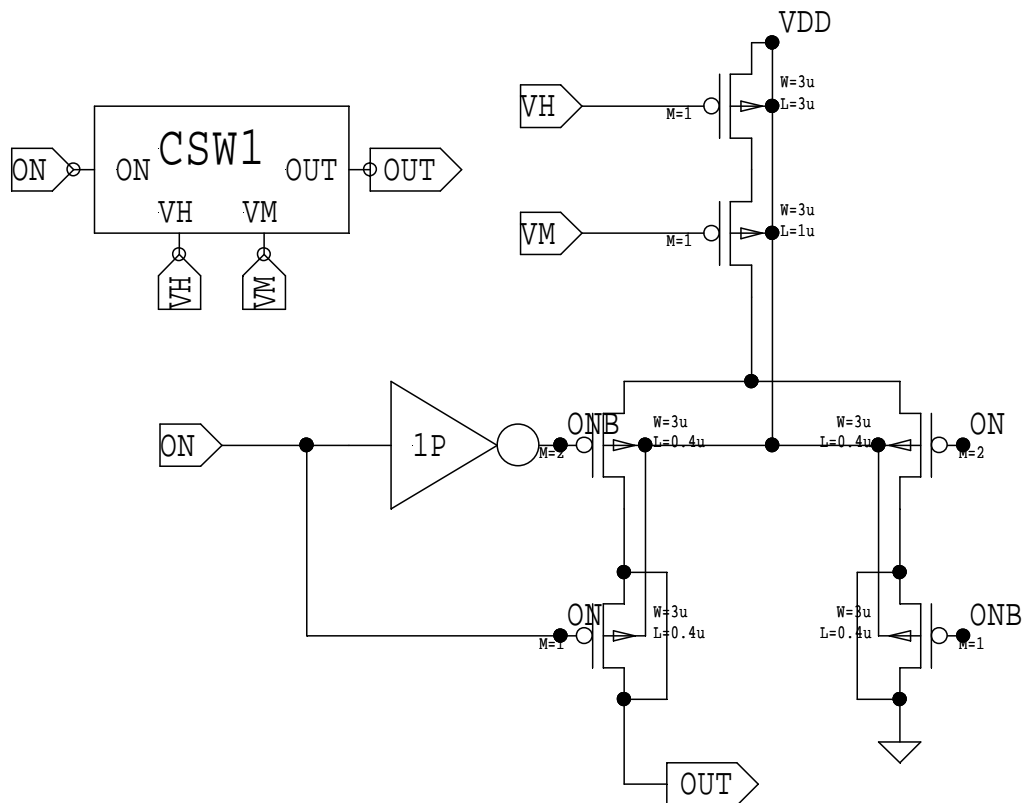 VDD
W=3u
VH
L=3u
M=1
CSW1
ON
ON
OUT
OUT
VH
VM
W=3u
VM
L=1u
M=1
VH
VM
ONB
W=3u
W=3u
ON
ON
1P
M=2
L=0.4u
L=0.4u
M=2
ON
W=3u
W=3u
ONB
M=1
L=0.4u
L=0.4u
M=1
OUT